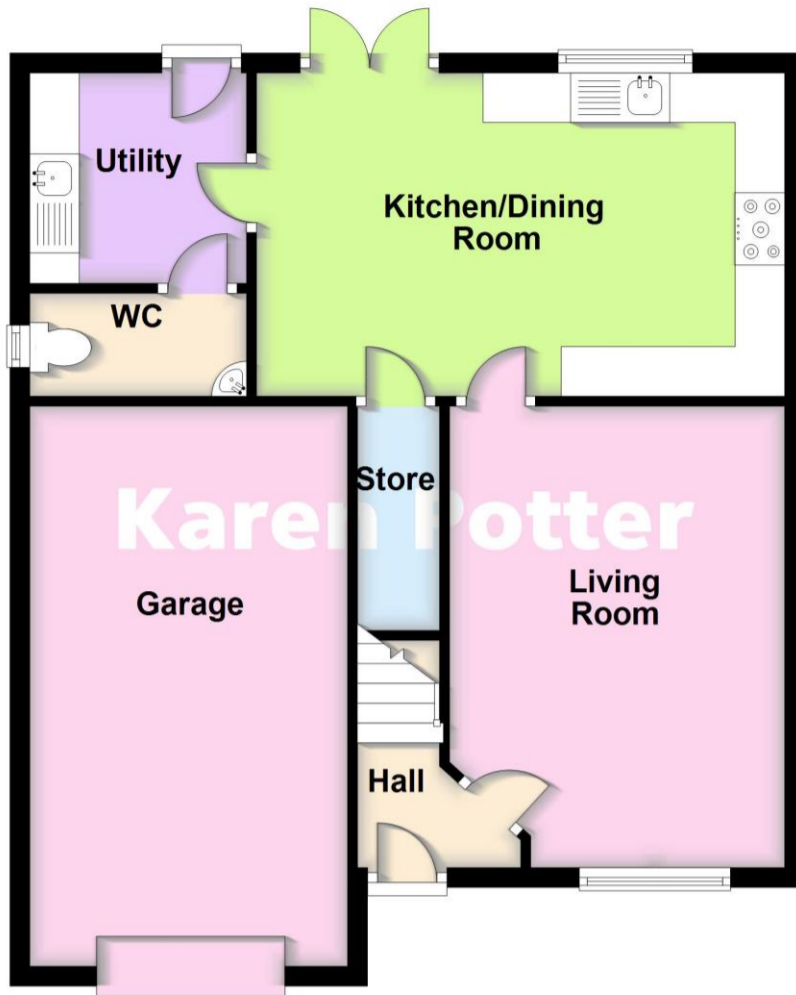 Utility
Kitchen/Dining
Room
WC
Store
Karen Potter
Living
Room
Garage
Hall